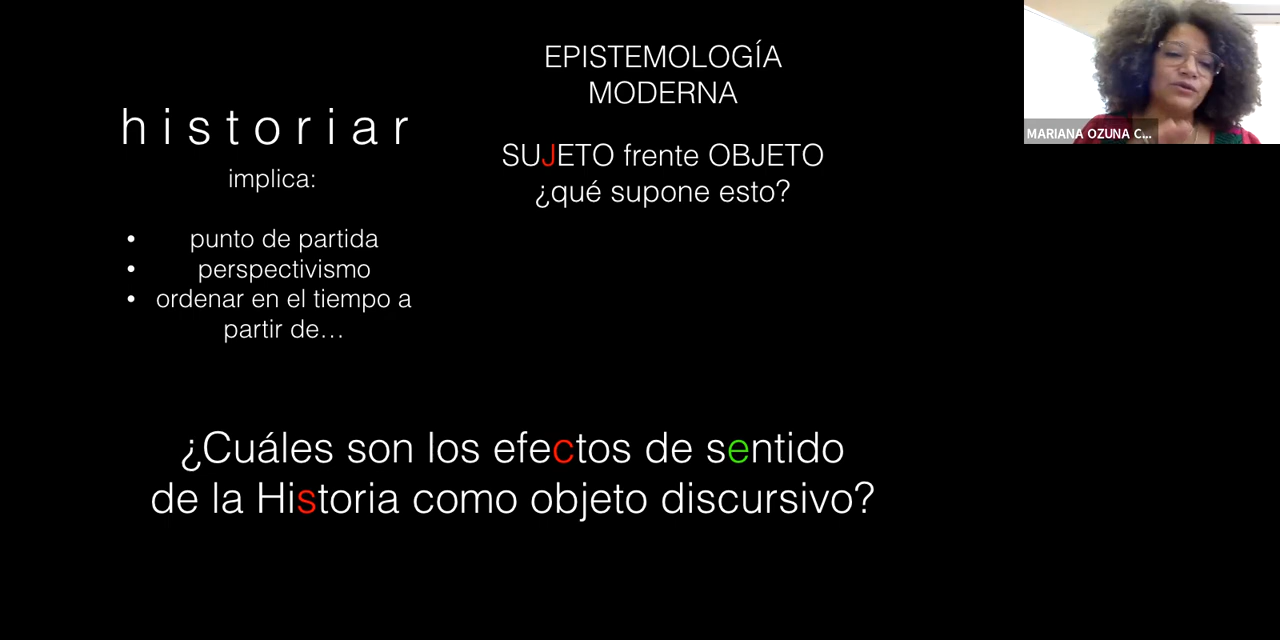 h i s t o r i a r
implica:
• punto de partida
• perspectivismo
• ordenar en el tiempo a
partir de…
EPISTEMOLOGÍA
MODERNA
SUJETO frente OBJETO
¿qué supone esto?
¿Cuáles son los efectos de sentido
de la Historia como objeto discursivo?
MARIANA OZUNA C...